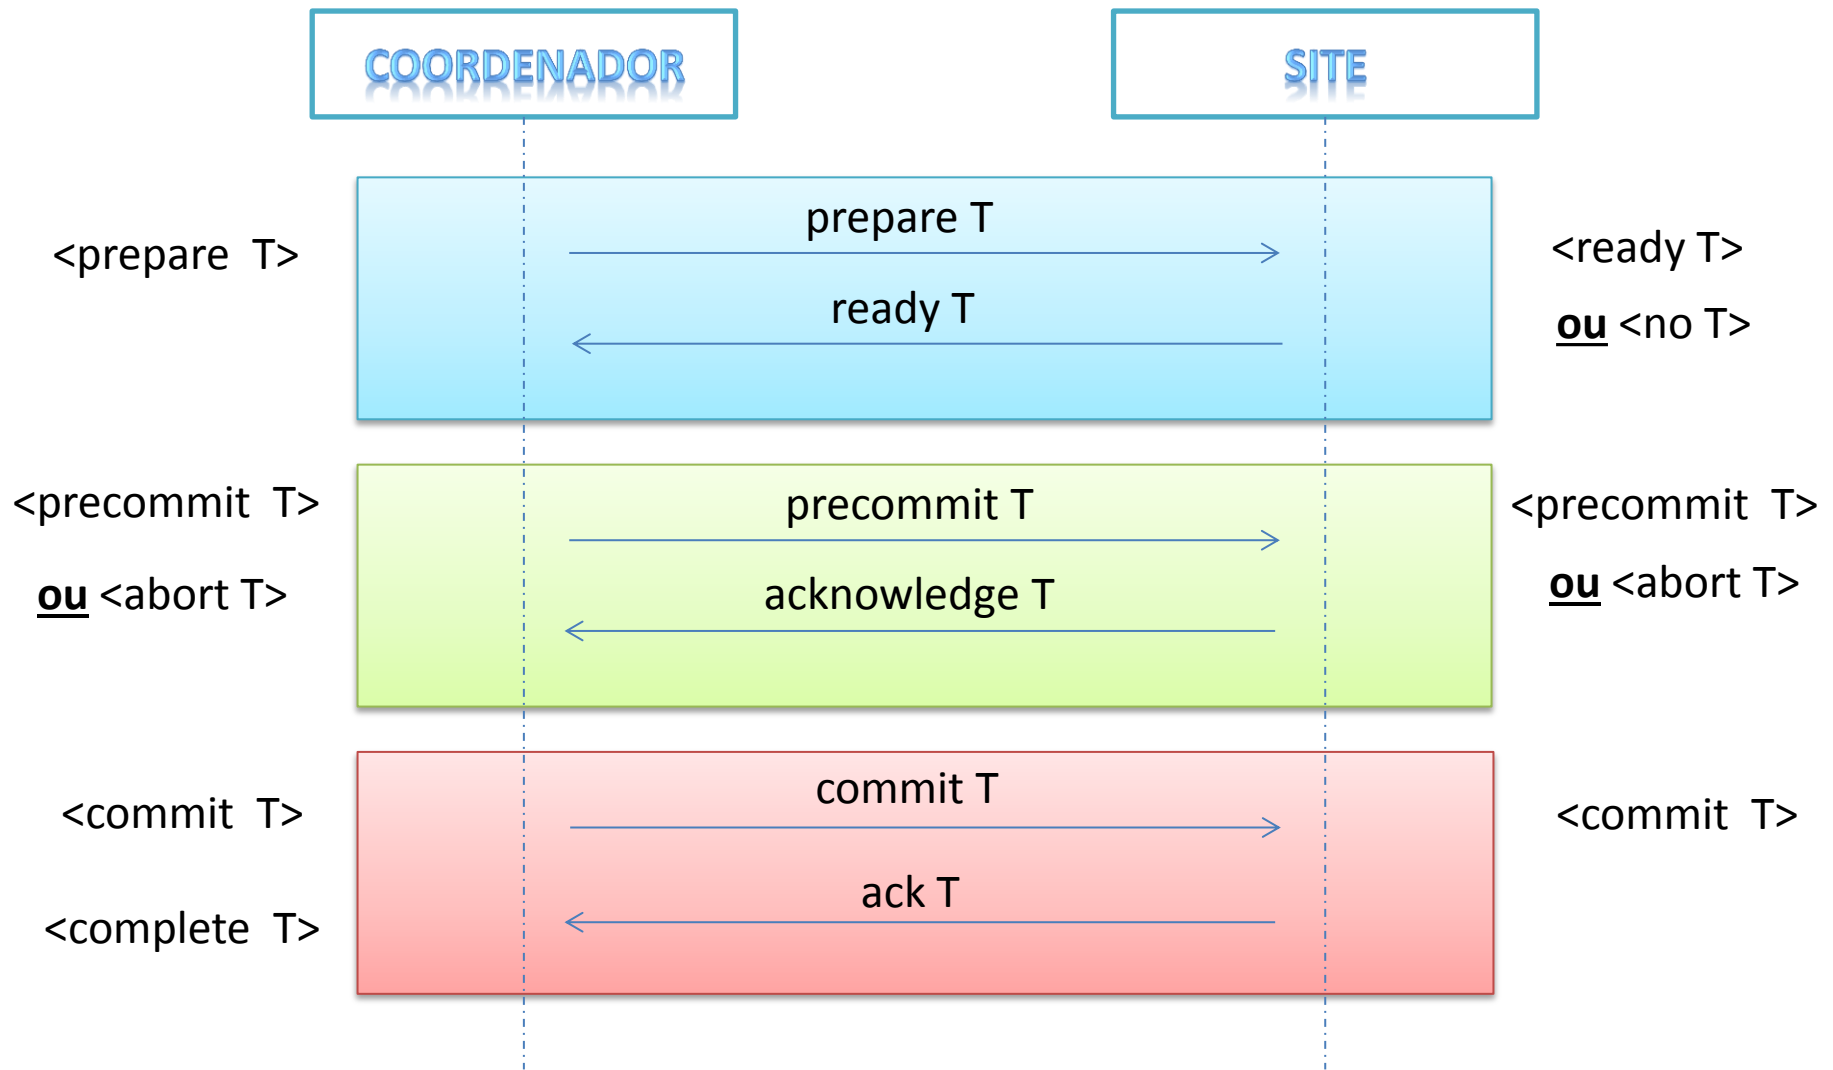 COORDENADOR
SITE
prepare T
<prepare T>
<ready T>
ready T
ou <no T>
<precommit T>
precommit T
<precommit T>
ou <abort T>
acknowledge T
ou <abort T>
commit T
<commit T>
<commit T>
ack T
<complete T>